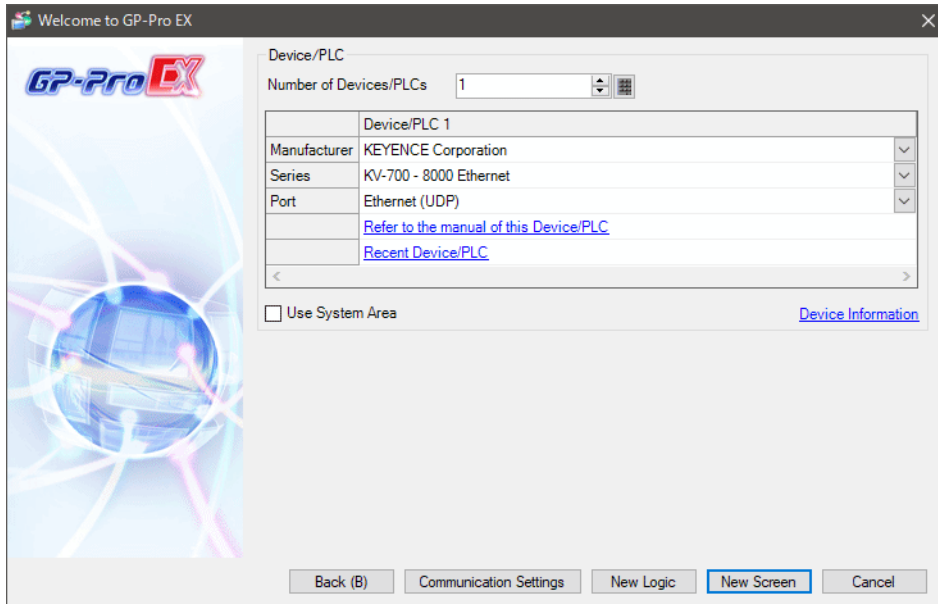 Welcome to GP-Pro EX
GP-Pro EX
Device/PLC
Number of Devices/PLCs 1
Device/PLC 1
Manufacturer KEYENCE Corporation
Series KV-700 - 8000 Ethernet
Port Ethernet (UDP)
Refer to the manual of this Device/PLC
Recent Device/PLC
Use System Area Device Information
Back (B) Communication Settings New Logic New Screen Cancel